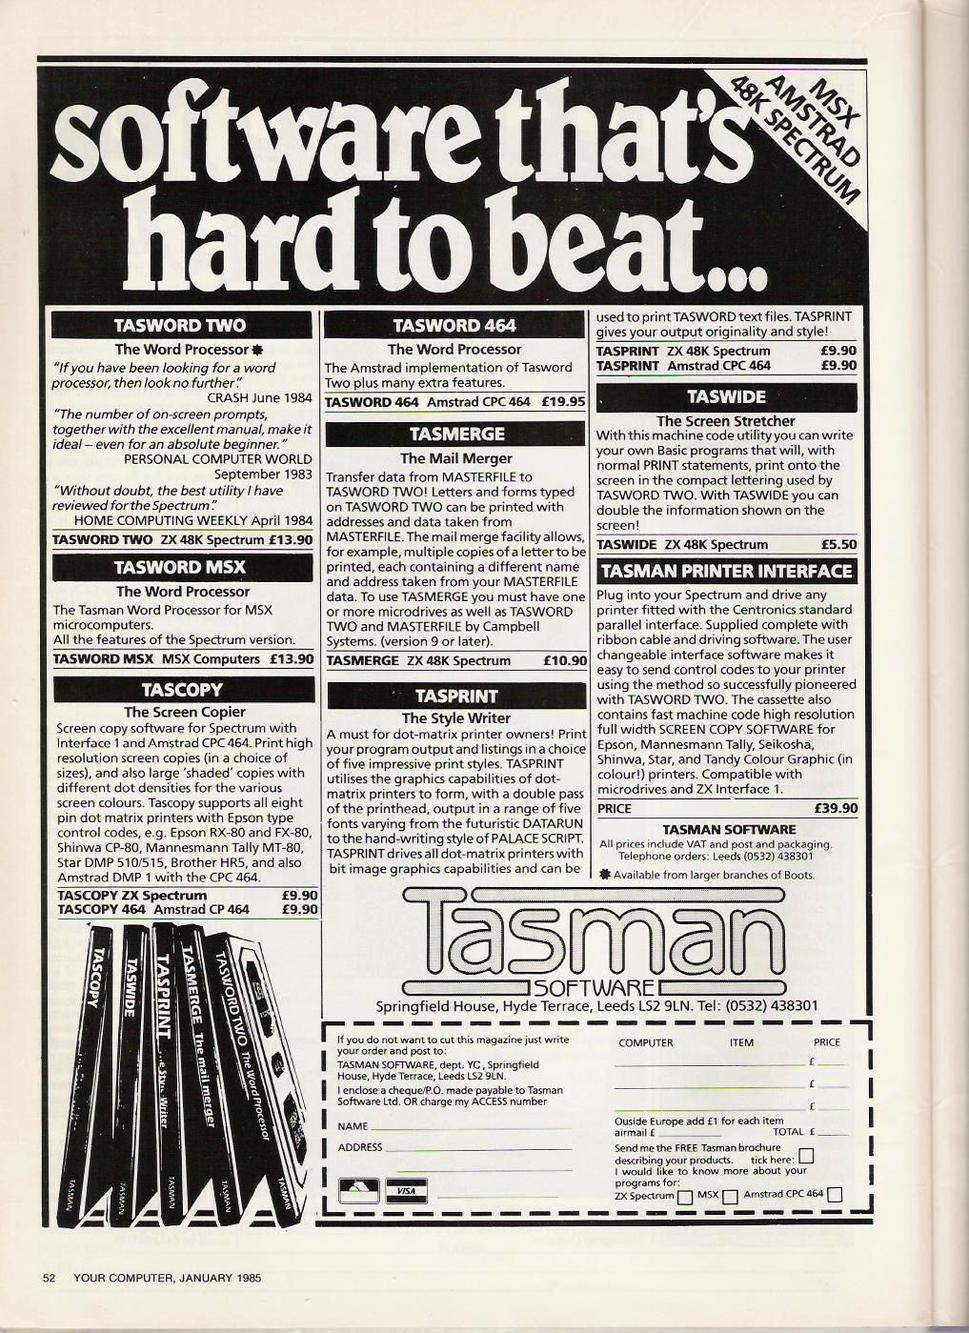 software that's
hard to beat...
MSX
AMSTRAD
48K SPECTRUM
TASWORD TWO
The Word Processor ✱
"If you have been looking for a word
processor, then look no further."
CRASH June 1984
"The number of on-screen prompts,
together with the excellent manual, make it
ideal – even for an absolute beginner."
PERSONAL COMPUTER WORLD
September 1983
"Without doubt, the best utility I have
reviewed for the Spectrum."
HOME COMPUTING WEEKLY April 1984
TASWORD TWO ZX 48K Spectrum £13.90
TASWORD MSX
The Word Processor
The Tasman Word Processor for MSX
microcomputers.
All the features of the Spectrum version.
TASWORD MSX MSX Computers £13.90
TASCOPY
The Screen Copier
Screen copy software for Spectrum with
Interface 1 and Amstrad CPC 464. Print high
resolution screen copies (in a choice of
sizes), and also large 'shaded' copies with
different dot densities for the various
screen colours. Tascopy supports all eight
pin dot matrix printers with Epson type
control codes, e.g. Epson RX-80 and FX-80,
Shinwa CP-80, Mannesmann Tally MT-80,
Star DMP 510/515, Brother HR5, and also
Amstrad DMP 1 with the CPC 464.
TASCOPY ZX Spectrum £9.90
TASCOPY 464 Amstrad CP 464 £9.90
TASWORD 464
The Word Processor
The Amstrad implementation of Tasword
Two plus many extra features.
TASWORD 464 Amstrad CPC 464 £19.95
TASMERGE
The Mail Merger
Transfer data from MASTERFILE to
TASWORD TWO! Letters and forms typed
on TASWORD TWO can be printed with
addresses and data taken from
MASTERFILE. The mail merge facility allows,
for example, multiple copies of a letter to be
printed, each containing a different name
and address taken from your MASTERFILE
data. To use TASMERGE you must have one
or more microdrives as well as TASWORD
TWO and MASTERFILE by Campbell
Systems. (version 9 or later).
TASMERGE ZX 48K Spectrum £10.90
TASPRINT
The Style Writer
A must for dot-matrix printer owners! Print
your program output and listings in a choice
of five impressive print styles. TASPRINT
utilises the graphics capabilities of dot-
matrix printers to form, with a double pass
of the printhead, output in a range of five
fonts varying from the futuristic DATARUN
to the hand-writing style of PALACE SCRIPT.
TASPRINT drives all dot-matrix printers with
bit image graphics capabilities and can be
used to print TASWORD text files. TASPRINT
gives your output originality and style!
TASPRINT ZX 48K Spectrum £9.90
TASPRINT Amstrad CPC 464 £9.90
TASWIDE
The Screen Stretcher
With this machine code utility you can write
your own Basic programs that will, with
normal PRINT statements, print onto the
screen in the compact lettering used by
TASWORD TWO. With TASWIDE you can
double the information shown on the
screen!
TASWIDE ZX 48K Spectrum £5.50
TASMAN PRINTER INTERFACE
Plug into your Spectrum and drive any
printer fitted with the Centronics standard
parallel interface. Supplied complete with
ribbon cable and driving software. The user
changeable interface software makes it
easy to send control codes to your printer
using the method so successfully pioneered
with TASWORD TWO. The cassette also
contains fast machine code high resolution
full width SCREEN COPY SOFTWARE for
Epson, Mannesmann Tally, Seikosha,
Shinwa, Star, and Tandy Colour Graphic (in
colour!) printers. Compatible with
microdrives and ZX Interface 1.
PRICE £39.90
TASMAN SOFTWARE
All prices include VAT and post and packaging.
Telephone orders: Leeds (0532) 438301
✱ Available from larger branches of Boots.
TASCOPY
TASMAN
TASWIDE
TASMAN
TASPRINT The Style Writer
TASMAN
TASMERGE The mail merger
TASMAN
TASWORD TWO The Word Processor
TASMAN
Tasman
SOFTWARE
Springfield House, Hyde Terrace, Leeds LS2 9LN. Tel: (0532) 438301
If you do not want to cut this magazine just write
your order and post to:
TASMAN SOFTWARE, dept. YC, Springfield
House, Hyde Terrace, Leeds LS2 9LN.
I enclose a cheque/P.O. made payable to Tasman
Software Ltd. OR charge my ACCESS number
NAME
ADDRESS
VISA
COMPUTER ITEM PRICE
£
£
£
Ouside Europe add £1 for each item
airmail £ TOTAL £
Send me the FREE Tasman brochure
describing your products. tick here:
I would like to know more about your
programs for:
ZX Spectrum MSX Amstrad CPC 464
52 YOUR COMPUTER, JANUARY 1985